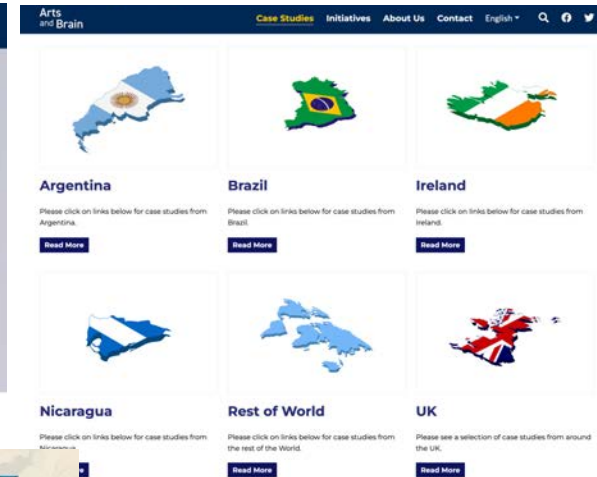 Arts
and Brain
Case Studies Initiatives About Us Contact English
Argentina
Please click on links below for case studies from
Argentina.
Read More
Brazil
Please click on links below for case studies from
Brazil.
Read More
Ireland
Please click on links below for case studies from
Ireland.
Read More
Nicaragua
Please click on links below for case studies from
Nicaragua.
Rest of World
Please click on links below for case studies from
the rest of the World.
Read More
UK
Please see a selection of case studies from around
the UK.
Read More